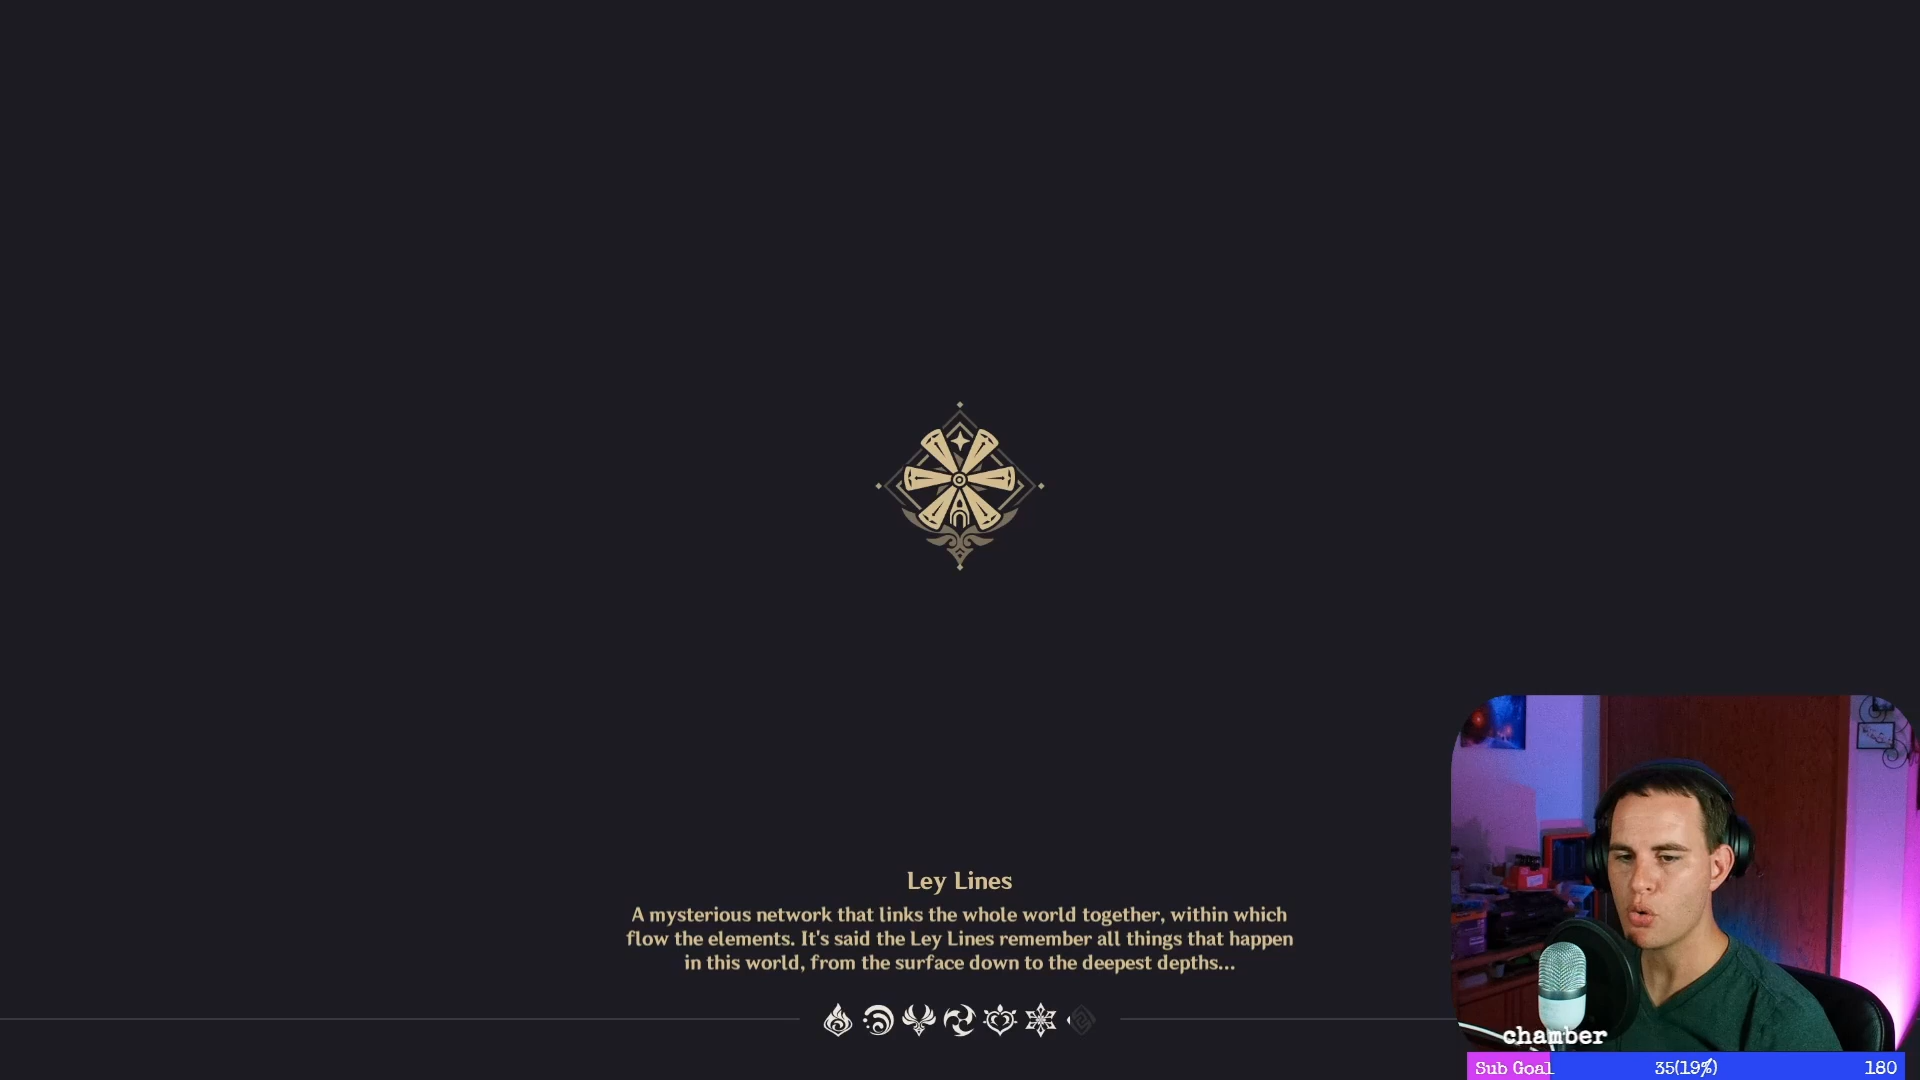 Ley Lines
A mysterious network that links the whole world together, within which
flow the elements. It's said the Ley Lines remember all things that happen
in this world, from the surface down to the deepest depths...
chamber
Sub Goal 35(19%) 180